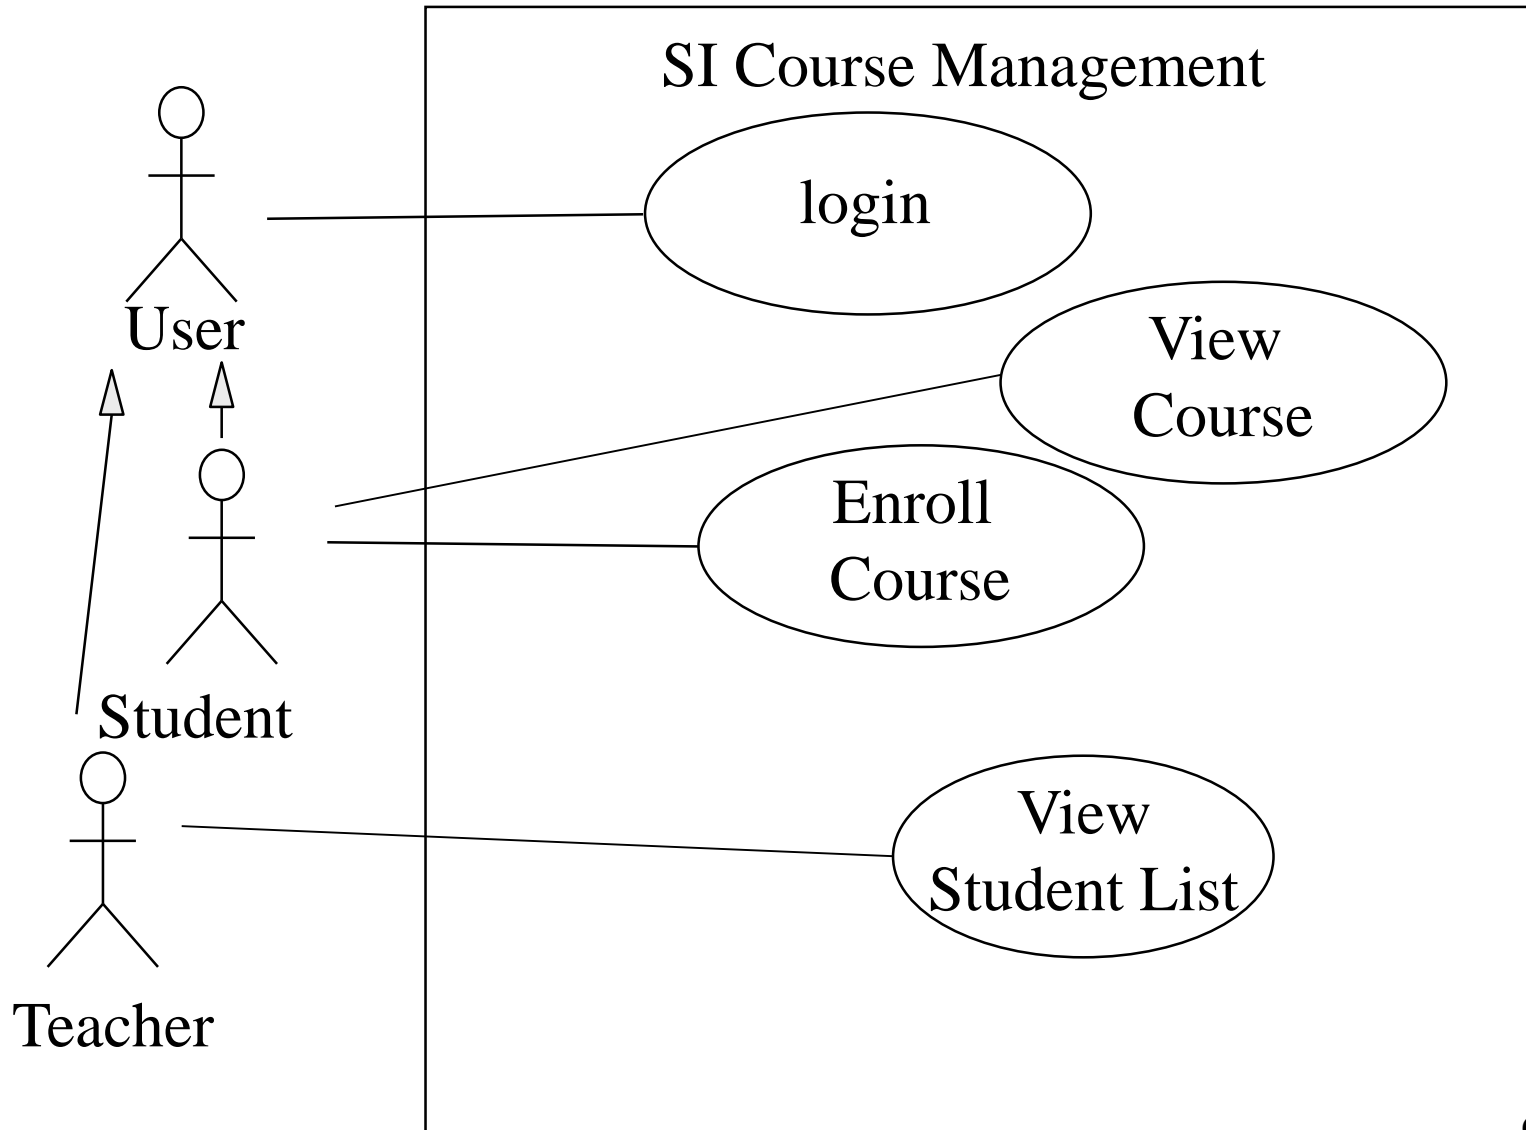 SI Course Management
login
User
View
Course
Enroll
Course
Student
View
Student List
Teacher